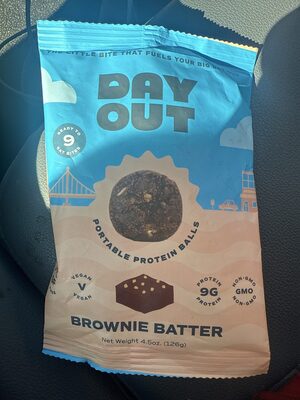 THE LITTLE BITE THAT FUELS YOUR BIG
DAY
OUT
READY TO
9
EAT BITES
PORTABLE PROTEIN BALLS
VEGAN
V
VEGAN
PROTEIN
9G
PROTEIN
NON-GMO
GMO
NON-GMO
BROWNIE BATTER
Net Weight 4.5oz. (126g)